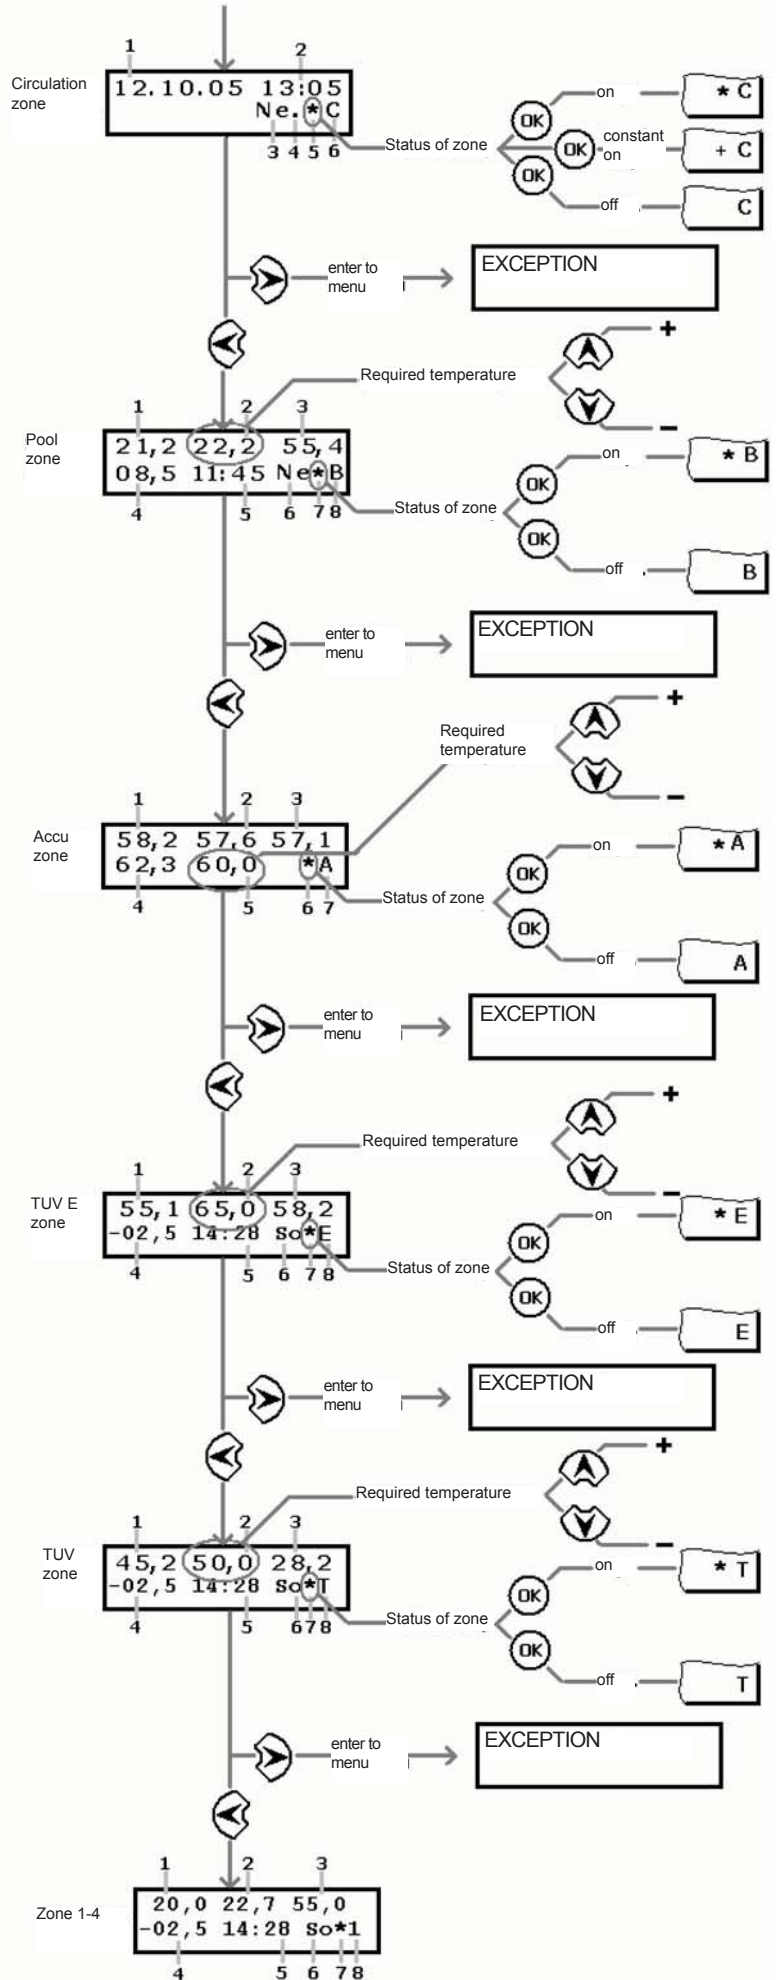 1 2
Circulation
zone
12.10.05 13:05
Ne.*C
3 4 5 6
Status of zone
OK
on
* C
OK
constant
on
+ C
OK
off
C
enter to
menu
EXCEPTION
Required temperature
+
−
1 2 3
Pool
zone
21,2 22,2 55,4
08,5 11:45 Ne*B
4 5 6 7 8
Status of zone
OK
on
* B
OK
off
B
enter to
menu
EXCEPTION
Required
temperature
+
−
1 2 3
Accu
zone
58,2 57,6 57,1
62,3 60,0 *A
4 5 6 7
Status of zone
OK
on
* A
OK
off
A
enter to
menu
EXCEPTION
Required temperature
+
−
1 2 3
TUV E
zone
55,1 65,0 58,2
-02,5 14:28 So*E
4 5 6 7 8
Status of zone
OK
on
* E
OK
off
E
enter to
menu
EXCEPTION
Required temperature
+
−
1 2 3
TUV
zone
45,2 50,0 28,2
-02,5 14:28 So*T
4 5 6 7 8
Status of zone
OK
on
* T
OK
off
T
enter to
menu
EXCEPTION
1 2 3
Zone 1-4
20,0 22,7 55,0
-02,5 14:28 So*1
4 5 6 7 8